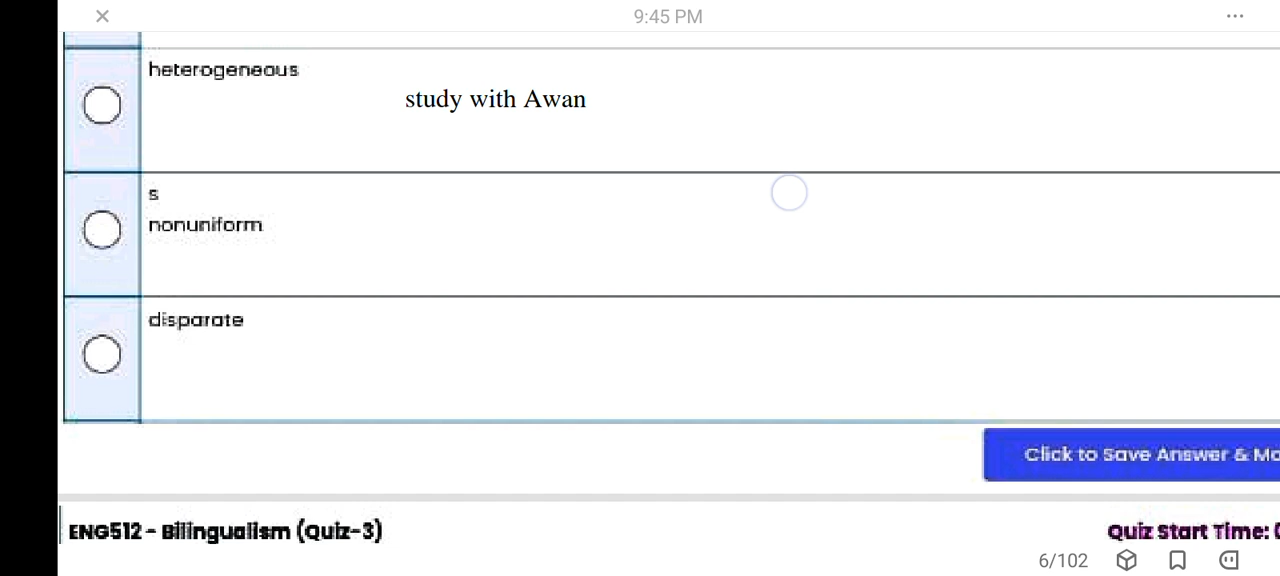 9:45 PM
heterogeneous
study with Awan
s
nonuniform
disparate
Click to Save Answer & Mo
ENG512 - Bilingualism (Quiz-3)
Quiz Start Time: 0
6/102